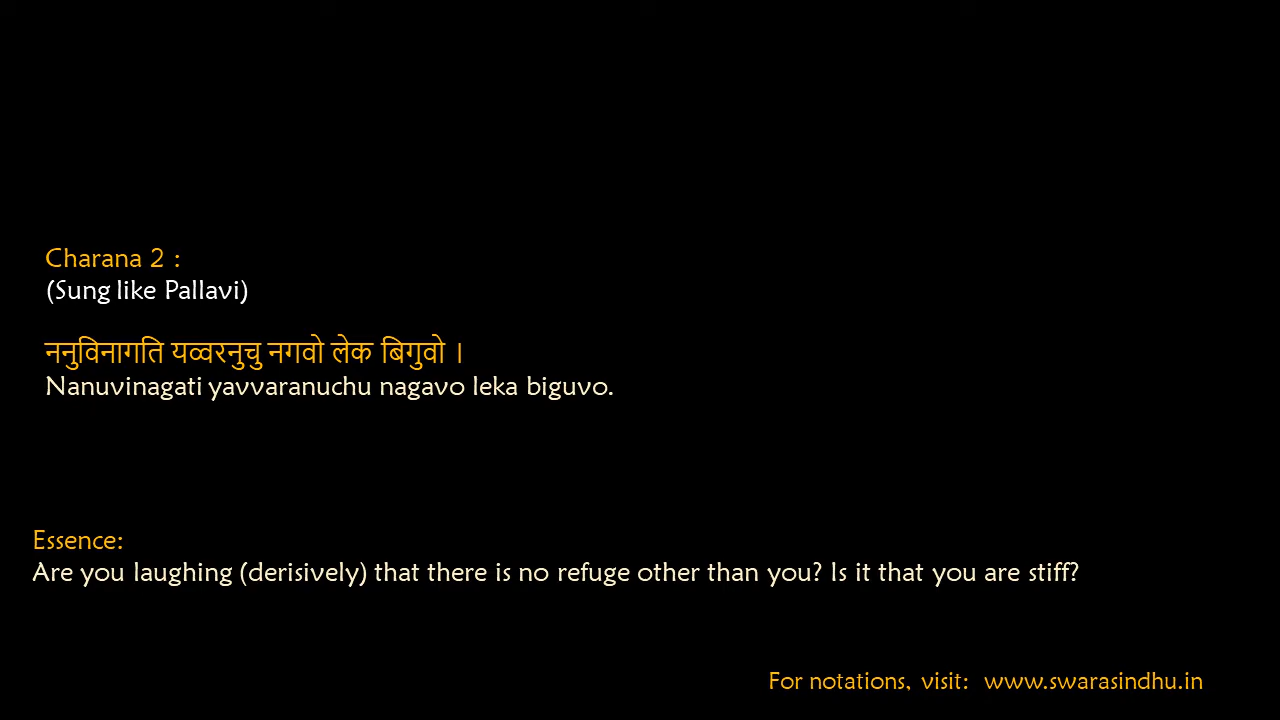 Charana 2 :
(Sung like Pallavi)
ननुविनागति यव्वरनुचु नगवो लेक बिगुवो ।
Nanuvinagati yavvaranuchu nagavo leka biguvo.
Essence:
Are you laughing (derisively) that there is no refuge other than you? Is it that you are stiff?
For notations, visit: www.swarasindhu.in